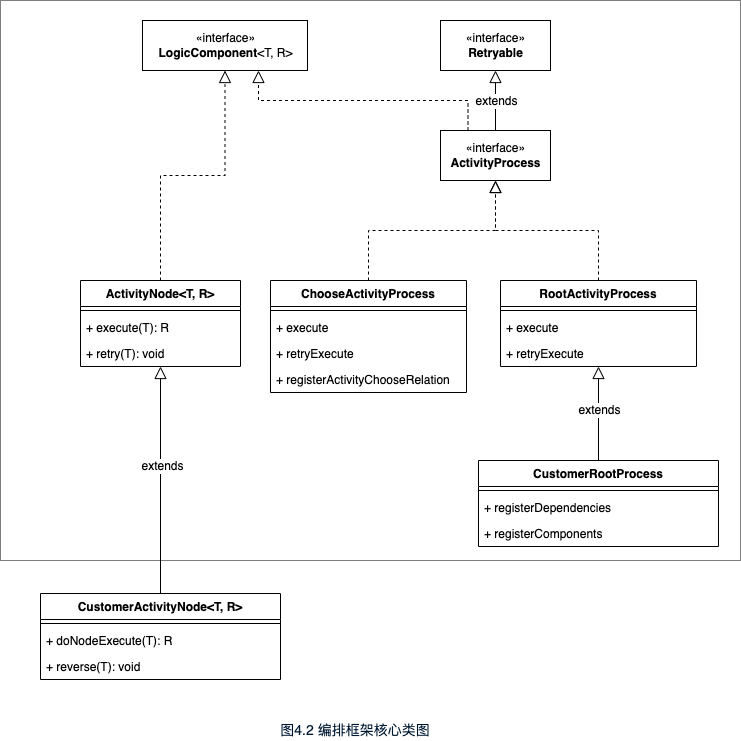 «interface»
LogicComponent<T, R>
«interface»
Retryable
extends
«interface»
ActivityProcess
ActivityNode<T, R>
+ execute(T): R
+ retry(T): void
ChooseActivityProcess
+ execute
+ retryExecute
+ registerActivityChooseRelation
RootActivityProcess
+ execute
+ retryExecute
extends
extends
CustomerRootProcess
+ registerDependencies
+ registerComponents
CustomerActivityNode<T, R>
+ doNodeExecute(T): R
+ reverse(T): void
图4.2 编排框架核心类图